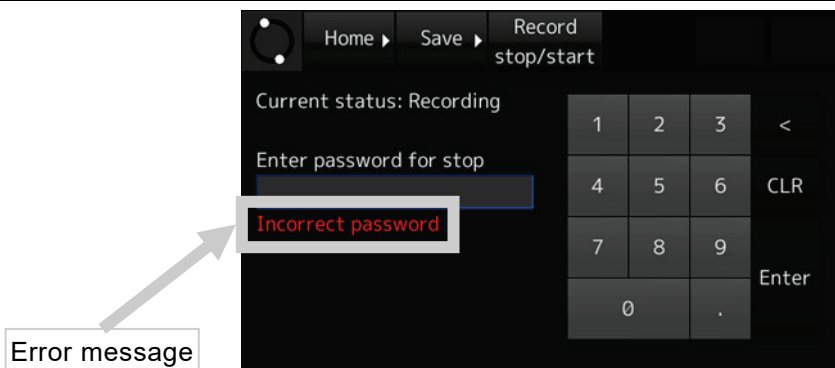 Home Save Record
stop/start
Current status: Recording
Enter password for stop
Incorrect password
1 2 3 <
4 5 6 CLR
7 8 9
Enter
0 .
Error message